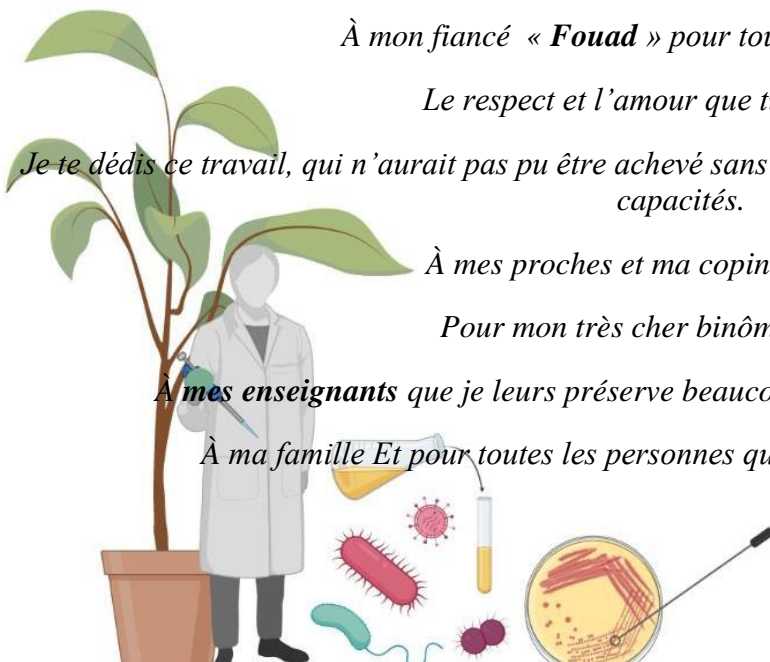 À mon fiancé « Fouad » pour tou
Le respect et l’amour que t
Je te dédis ce travail, qui n’aurait pas pu être achevé sans
capacités.
À mes proches et ma copin
Pour mon très cher binôm
À mes enseignants que je leurs préserve beauco
À ma famille Et pour toutes les personnes qu